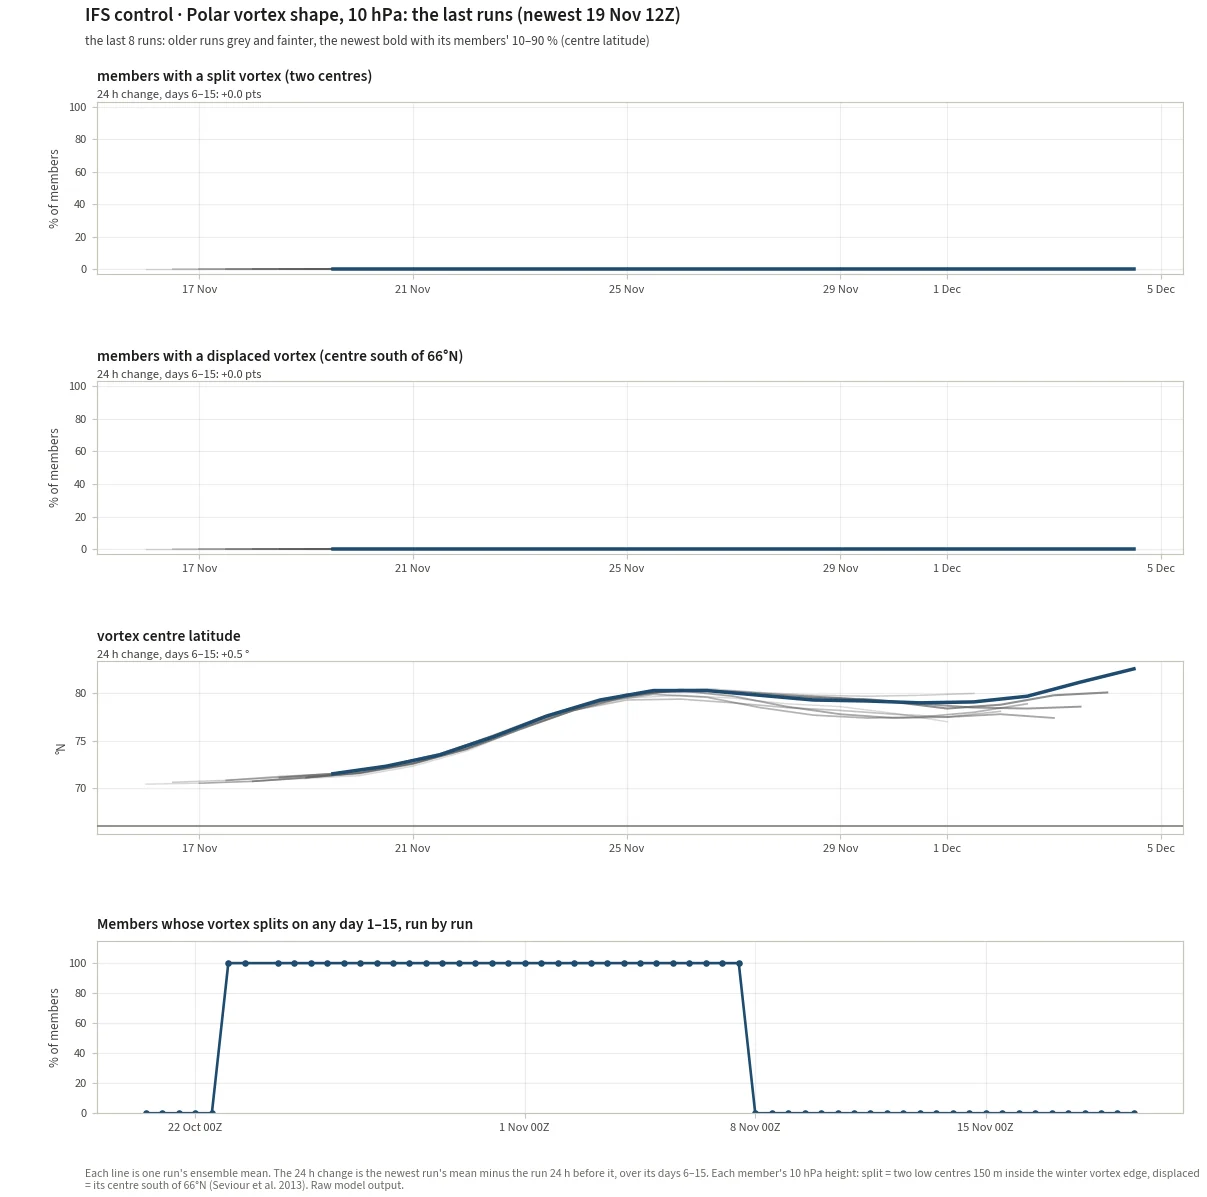 IFS control · Polar vortex shape, 10 hPa: the last runs (newest 19 Nov 12Z)
the last 8 runs: older runs grey and fainter, the newest bold with its members' 10–90 % (centre latitude)
members with a split vortex (two centres)
24 h change, days 6–15: +0.0 pts
100
80
60
40
20
0
% of members
17 Nov
21 Nov
25 Nov
29 Nov
1 Dec
5 Dec
members with a displaced vortex (centre south of 66°N)
24 h change, days 6–15: +0.0 pts
100
80
60
40
20
0
% of members
17 Nov
21 Nov
25 Nov
29 Nov
1 Dec
5 Dec
vortex centre latitude
24 h change, days 6–15: +0.5 °
80
75
70
°N
17 Nov
21 Nov
25 Nov
29 Nov
1 Dec
5 Dec
Members whose vortex splits on any day 1–15, run by run
100
80
60
40
20
0
% of members
22 Oct 00Z
1 Nov 00Z
8 Nov 00Z
15 Nov 00Z
Each line is one run's ensemble mean. The 24 h change is the newest run's mean minus the run 24 h before it, over its days 6–15. Each member's 10 hPa height: split = two low centres 150 m inside the winter vortex edge, displaced
= its centre south of 66°N (Seviour et al. 2013). Raw model output.